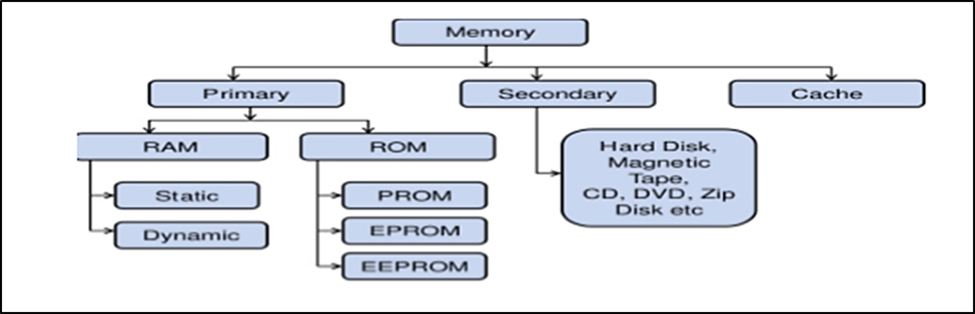 Memory
Primary
Secondary
Cache
RAM
ROM
Hard Disk,
Magnetic
Tape,
CD, DVD, Zip
Disk etc
Static
PROM
Dynamic
EPROM
EEPROM